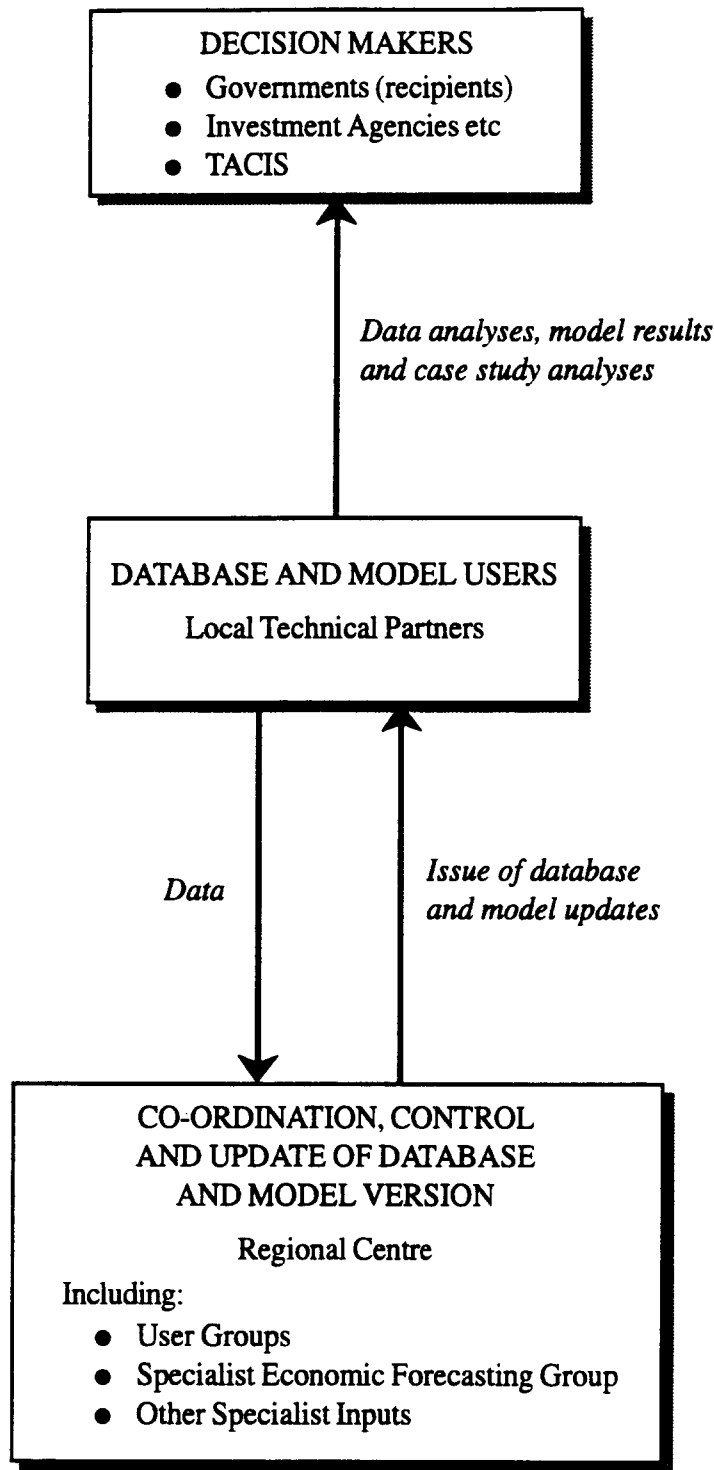 DECISION MAKERS
● Governments (recipients)
● Investment Agencies etc
● TACIS
Data analyses, model results
and case study analyses
DATABASE AND MODEL USERS
Local Technical Partners
Data
Issue of database
and model updates
CO-ORDINATION, CONTROL
AND UPDATE OF DATABASE
AND MODEL VERSION
Regional Centre
Including:
● User Groups
● Specialist Economic Forecasting Group
● Other Specialist Inputs